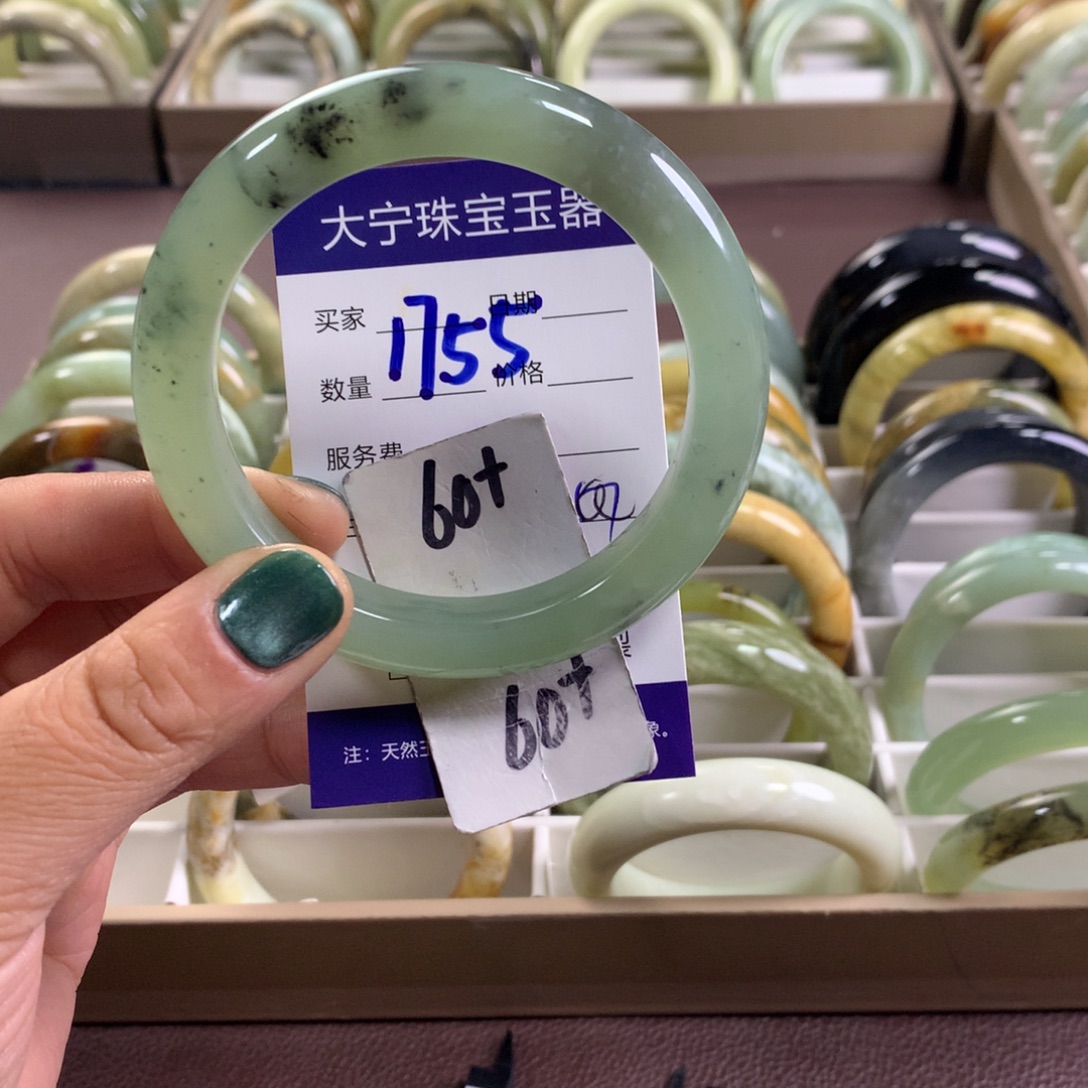 大宁珠宝玉器
买家 日期
1755
数量 价格
服务费
60+
60+
注：天然 象。